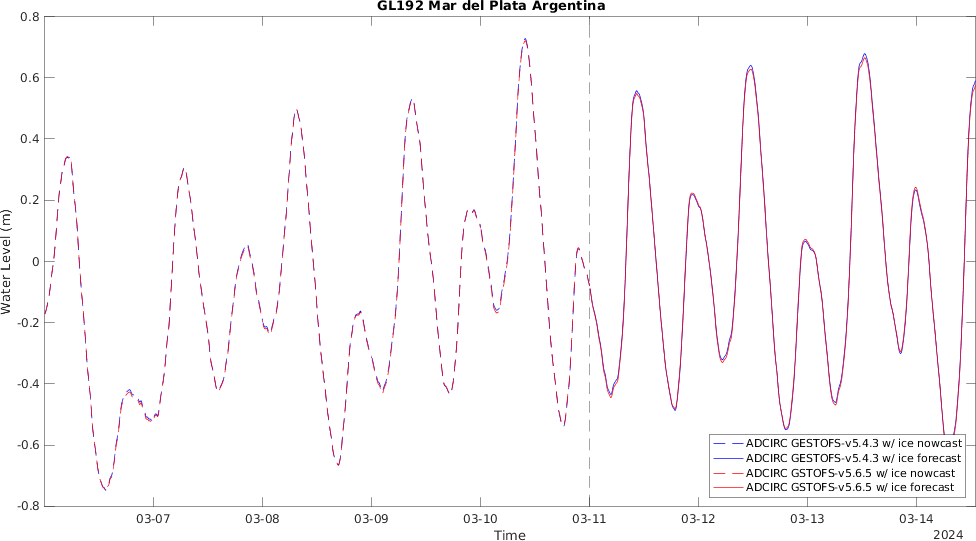 GL192 Mar del Plata Argentina
0.8
0.6
0.4
0.2
0
-0.2
-0.4
-0.6
-0.8
Water Level (m)
03-07 03-08 03-09 03-10 03-11 03-12 03-13 03-14
Time
2024
ADCIRC GESTOFS-v5.4.3 w/ ice nowcast
ADCIRC GESTOFS-v5.4.3 w/ ice forecast
ADCIRC GSTOFS-v5.6.5 w/ ice nowcast
ADCIRC GSTOFS-v5.6.5 w/ ice forecast